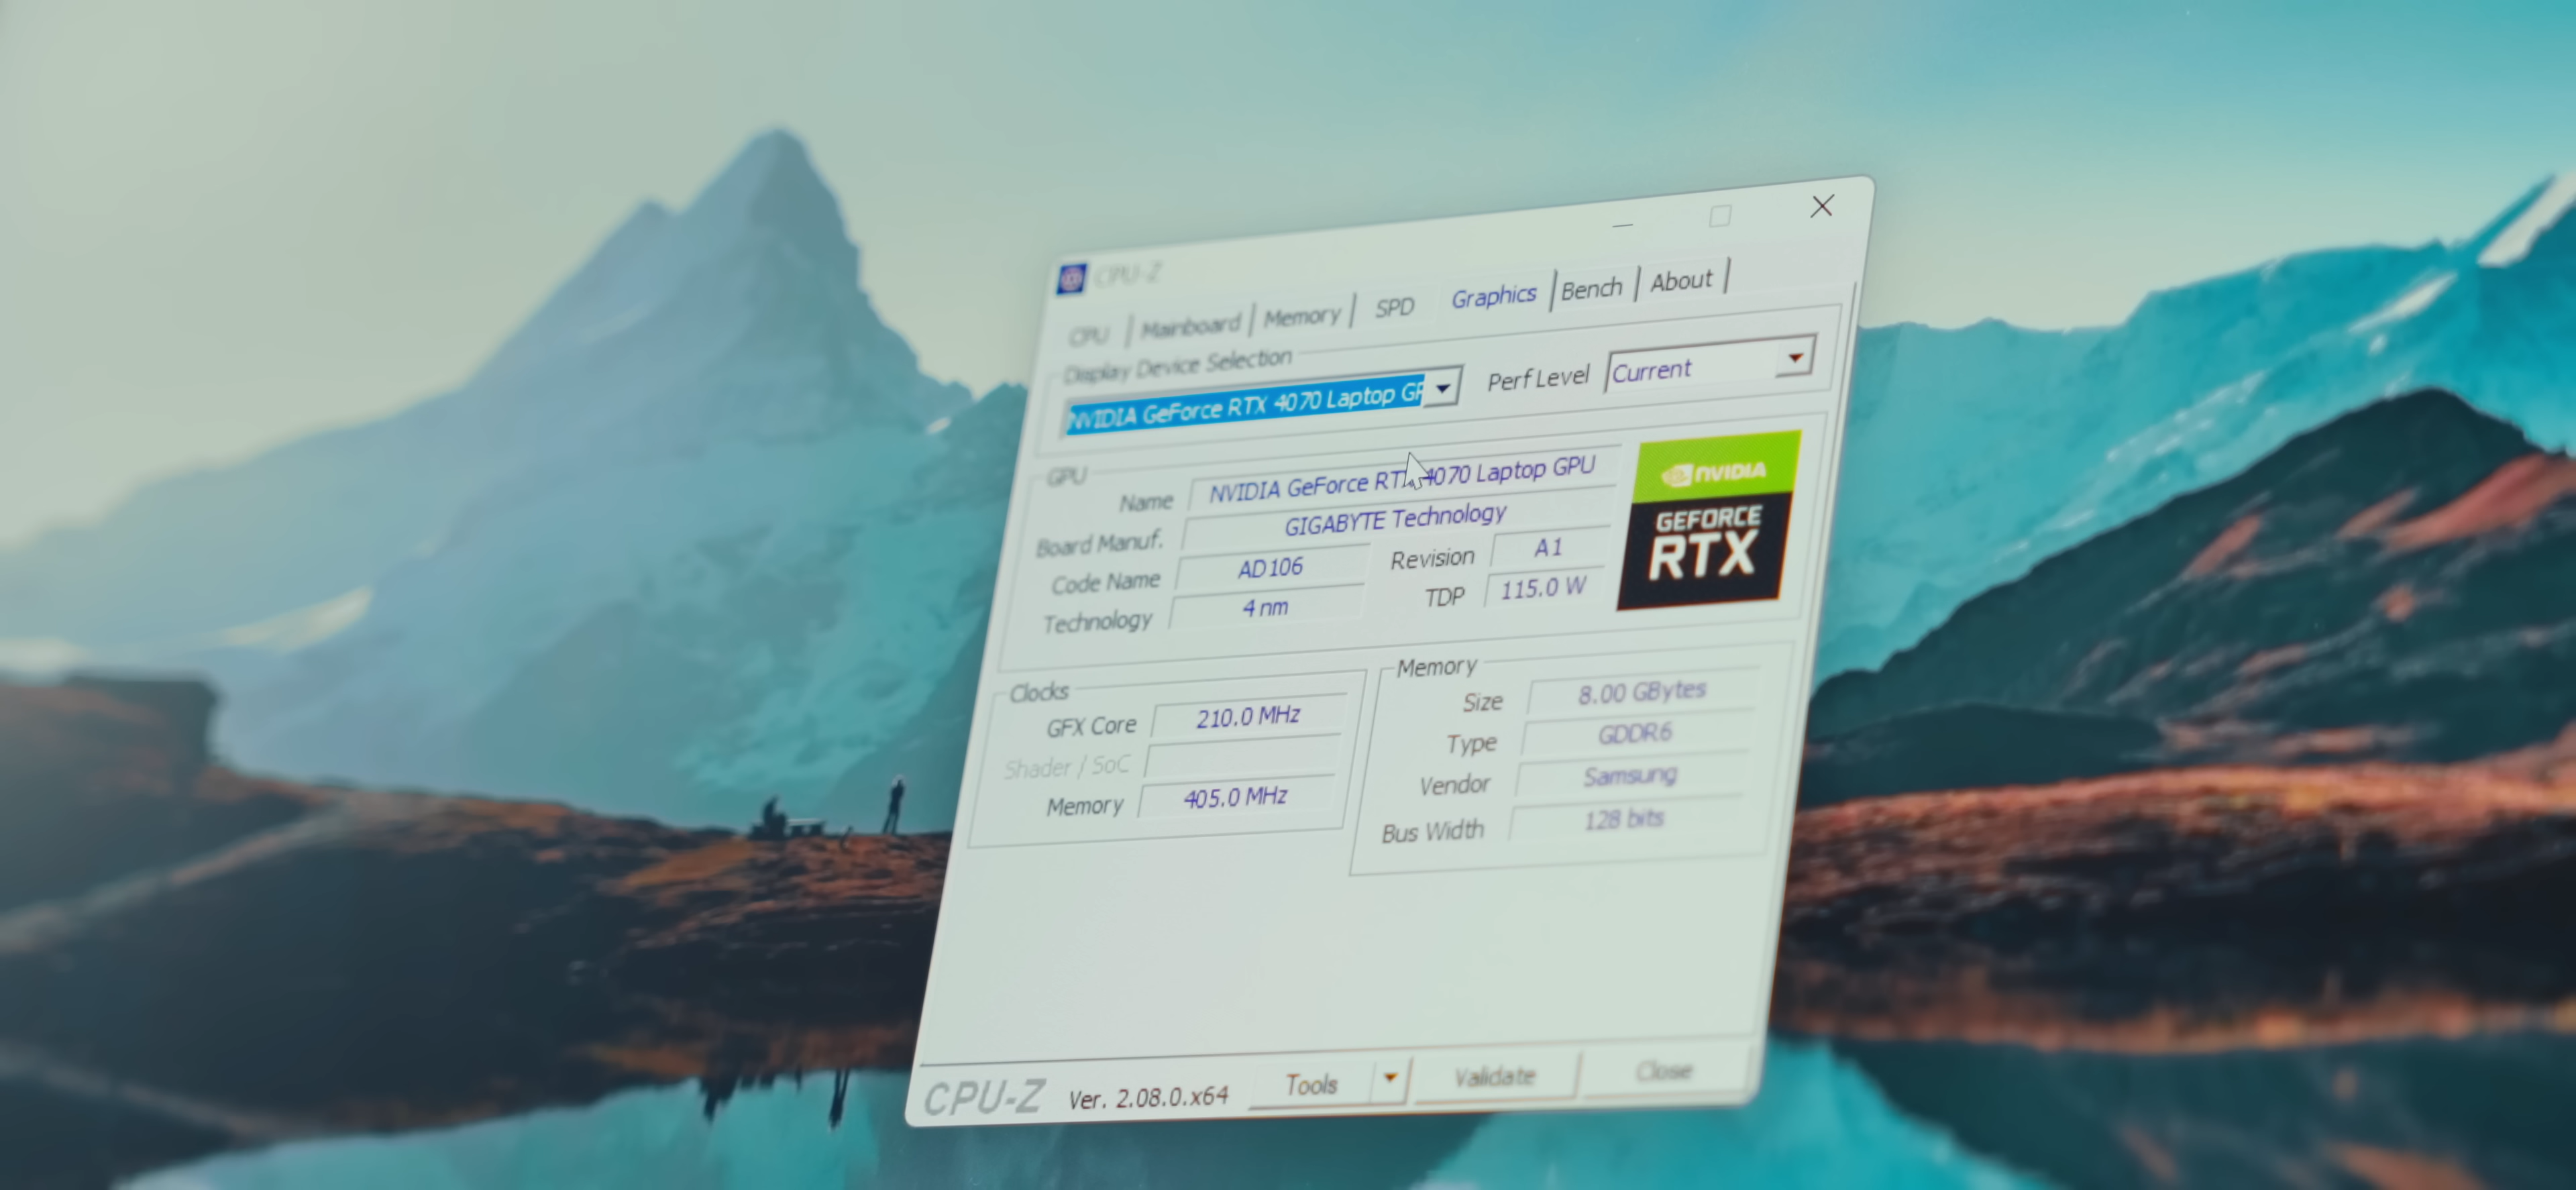 CPU-Z
CPU Mainboard Memory SPD Graphics Bench About
Display Device Selection
NVIDIA GeForce RTX 4070 Laptop GP
Perf Level Current
GPU
Name NVIDIA GeForce RTX 4070 Laptop GPU
Board Manuf. GIGABYTE Technology
Code Name AD106 Revision A1
Technology 4 nm TDP 115.0 W
NVIDIA
GEFORCE
RTX
Clocks
GFX Core 210.0 MHz
Shader / SoC
Memory 405.0 MHz
Memory
Size 8.00 GBytes
Type GDDR6
Vendor Samsung
Bus Width 128 bits
CPU-Z Ver. 2.08.0.x64 Tools Validate Close